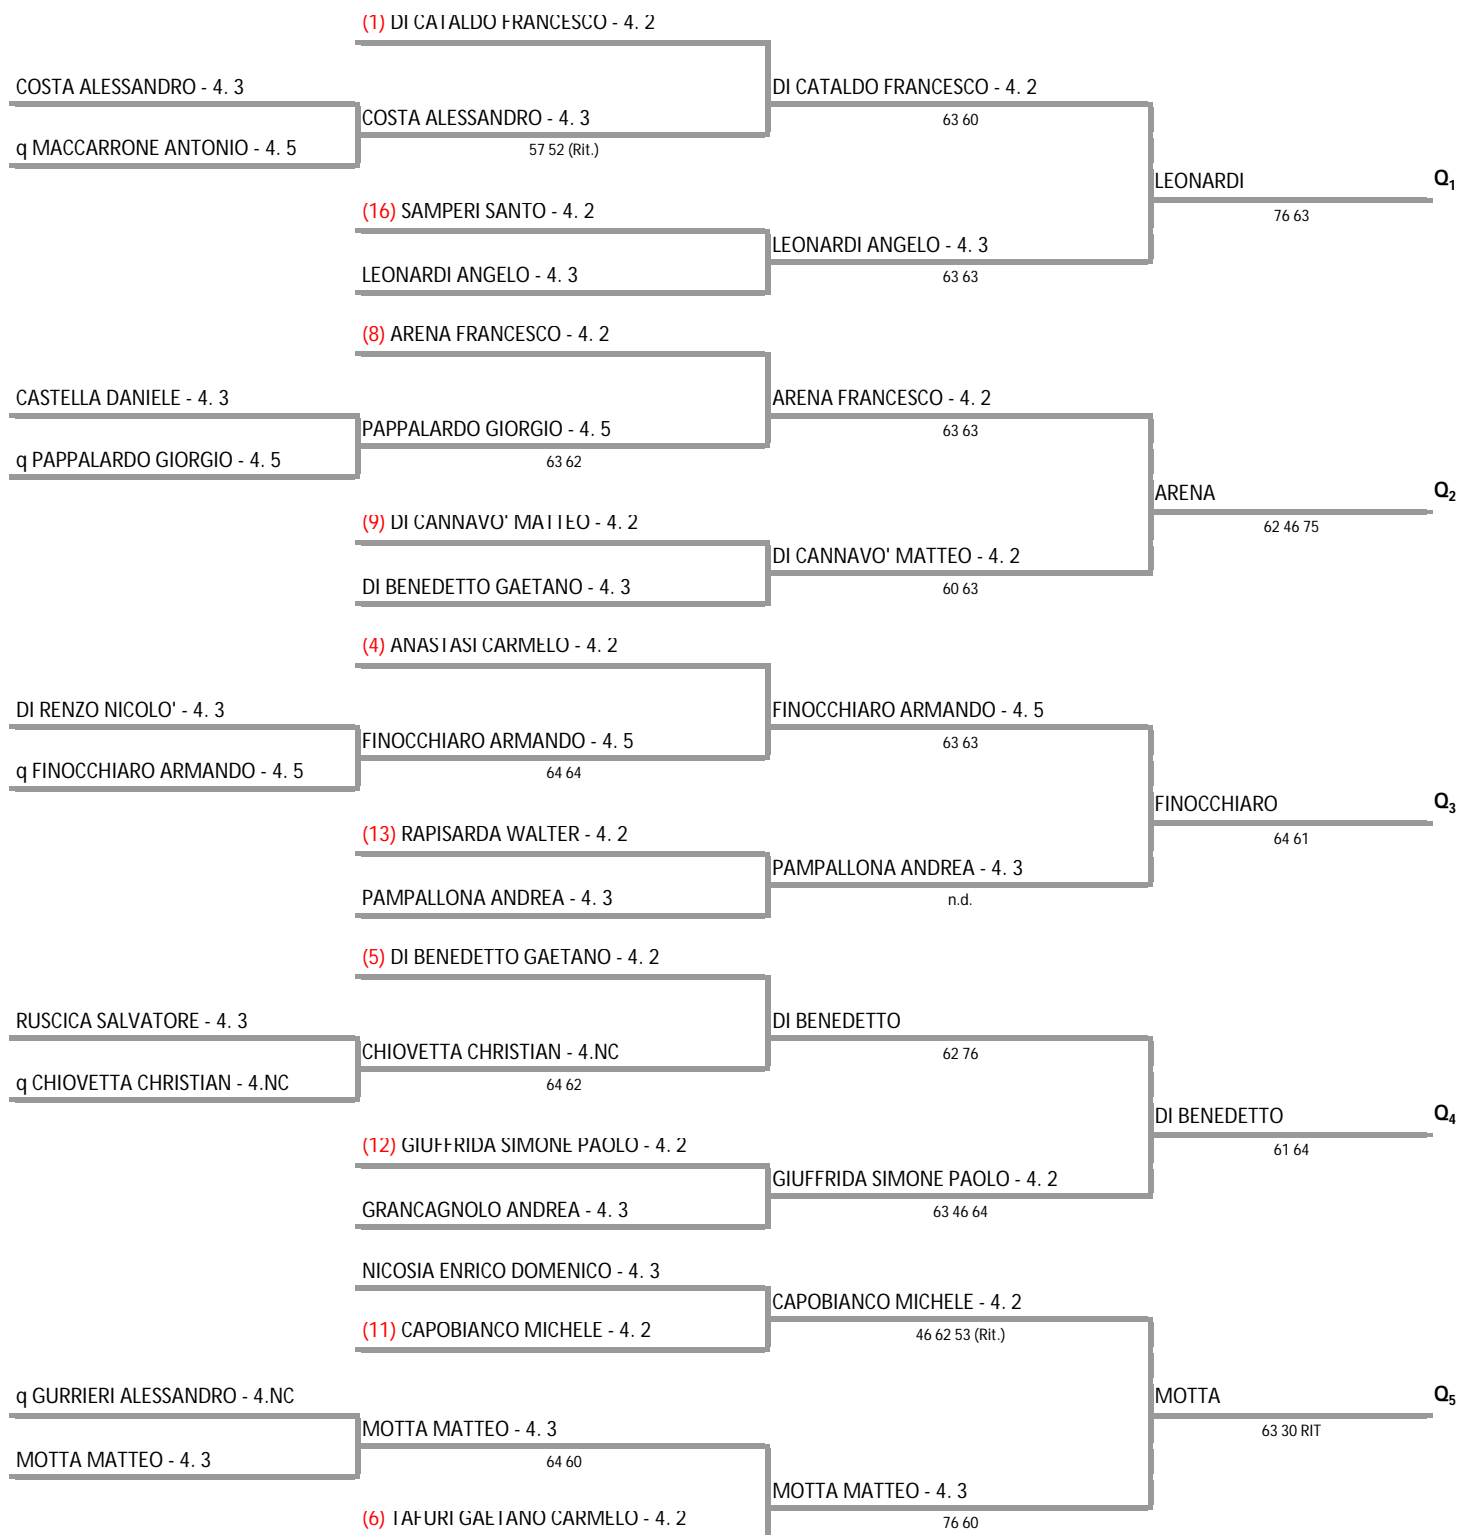 (1) DI CATALDO FRANCESCO - 4. 2
COSTA ALESSANDRO - 4. 3
DI CATALDO FRANCESCO - 4. 2
COSTA ALESSANDRO - 4. 3
63 60
q MACCARRONE ANTONIO - 4. 5
57 52 (Rit.)
LEONARDI
Q1
(16) SAMPERI SANTO - 4. 2
76 63
LEONARDI ANGELO - 4. 3
LEONARDI ANGELO - 4. 3
63 63
(8) ARENA FRANCESCO - 4. 2
CASTELLA DANIELE - 4. 3
ARENA FRANCESCO - 4. 2
PAPPALARDO GIORGIO - 4. 5
63 63
q PAPPALARDO GIORGIO - 4. 5
63 62
ARENA
Q2
(9) DI CANNAVO' MATTEO - 4. 2
62 46 75
DI CANNAVO' MATTEO - 4. 2
DI BENEDETTO GAETANO - 4. 3
60 63
(4) ANASTASI CARMELO - 4. 2
DI RENZO NICOLO' - 4. 3
FINOCCHIARO ARMANDO - 4. 5
FINOCCHIARO ARMANDO - 4. 5
63 63
q FINOCCHIARO ARMANDO - 4. 5
64 64
FINOCCHIARO
Q3
(13) RAPISARDA WALTER - 4. 2
64 61
PAMPALLONA ANDREA - 4. 3
PAMPALLONA ANDREA - 4. 3
n.d.
(5) DI BENEDETTO GAETANO - 4. 2
RUSCICA SALVATORE - 4. 3
DI BENEDETTO
CHIOVETTA CHRISTIAN - 4.NC
62 76
q CHIOVETTA CHRISTIAN - 4.NC
64 62
DI BENEDETTO
Q4
(12) GIUFFRIDA SIMONE PAOLO - 4. 2
61 64
GIUFFRIDA SIMONE PAOLO - 4. 2
GRANCAGNOLO ANDREA - 4. 3
63 46 64
NICOSIA ENRICO DOMENICO - 4. 3
CAPOBIANCO MICHELE - 4. 2
(11) CAPOBIANCO MICHELE - 4. 2
46 62 53 (Rit.)
q GURRIERI ALESSANDRO - 4.NC
MOTTA
Q5
MOTTA MATTEO - 4. 3
63 30 RIT
MOTTA MATTEO - 4. 3
64 60
MOTTA MATTEO - 4. 3
(6) TAFURI GAETANO CARMELO - 4. 2
76 60